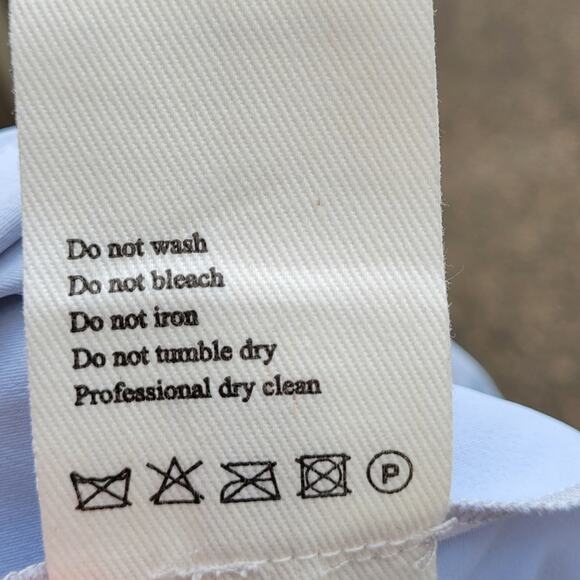 Do not wash
Do not bleach
Do not iron
Do not tumble dry
Professional dry clean
P